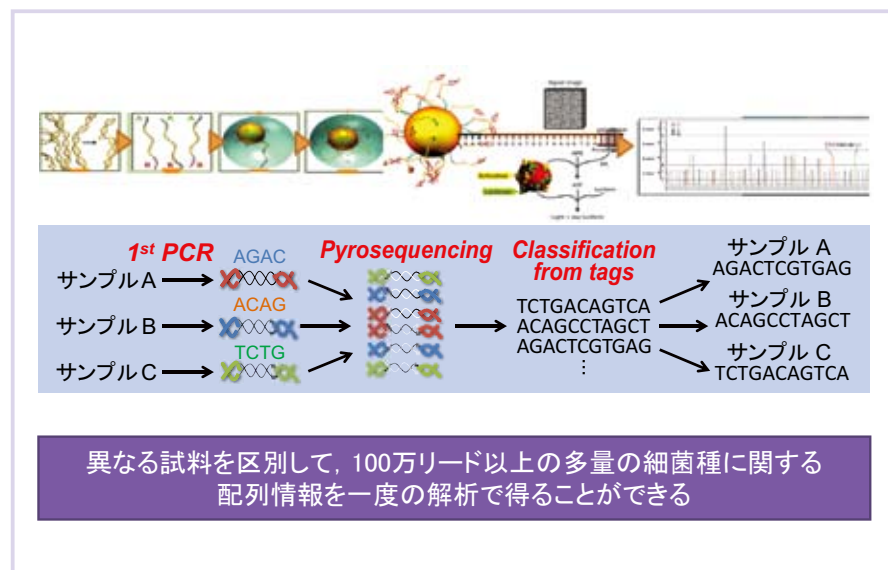 1st PCR
Pyrosequencing
Classification
from tags
サンプル A
AGAC
サンプル B
ACAG
サンプル C
TCTG
TCTGACAGTCA
ACAGCCTAGCT
AGACTCGTGAG
⋮
サンプル A
AGACTCGTGAG
サンプル B
ACAGCCTAGCT
サンプル C
TCTGACAGTCA
異なる試料を区別して，100万リード以上の多量の細菌種に関する
配列情報を一度の解析で得ることができる